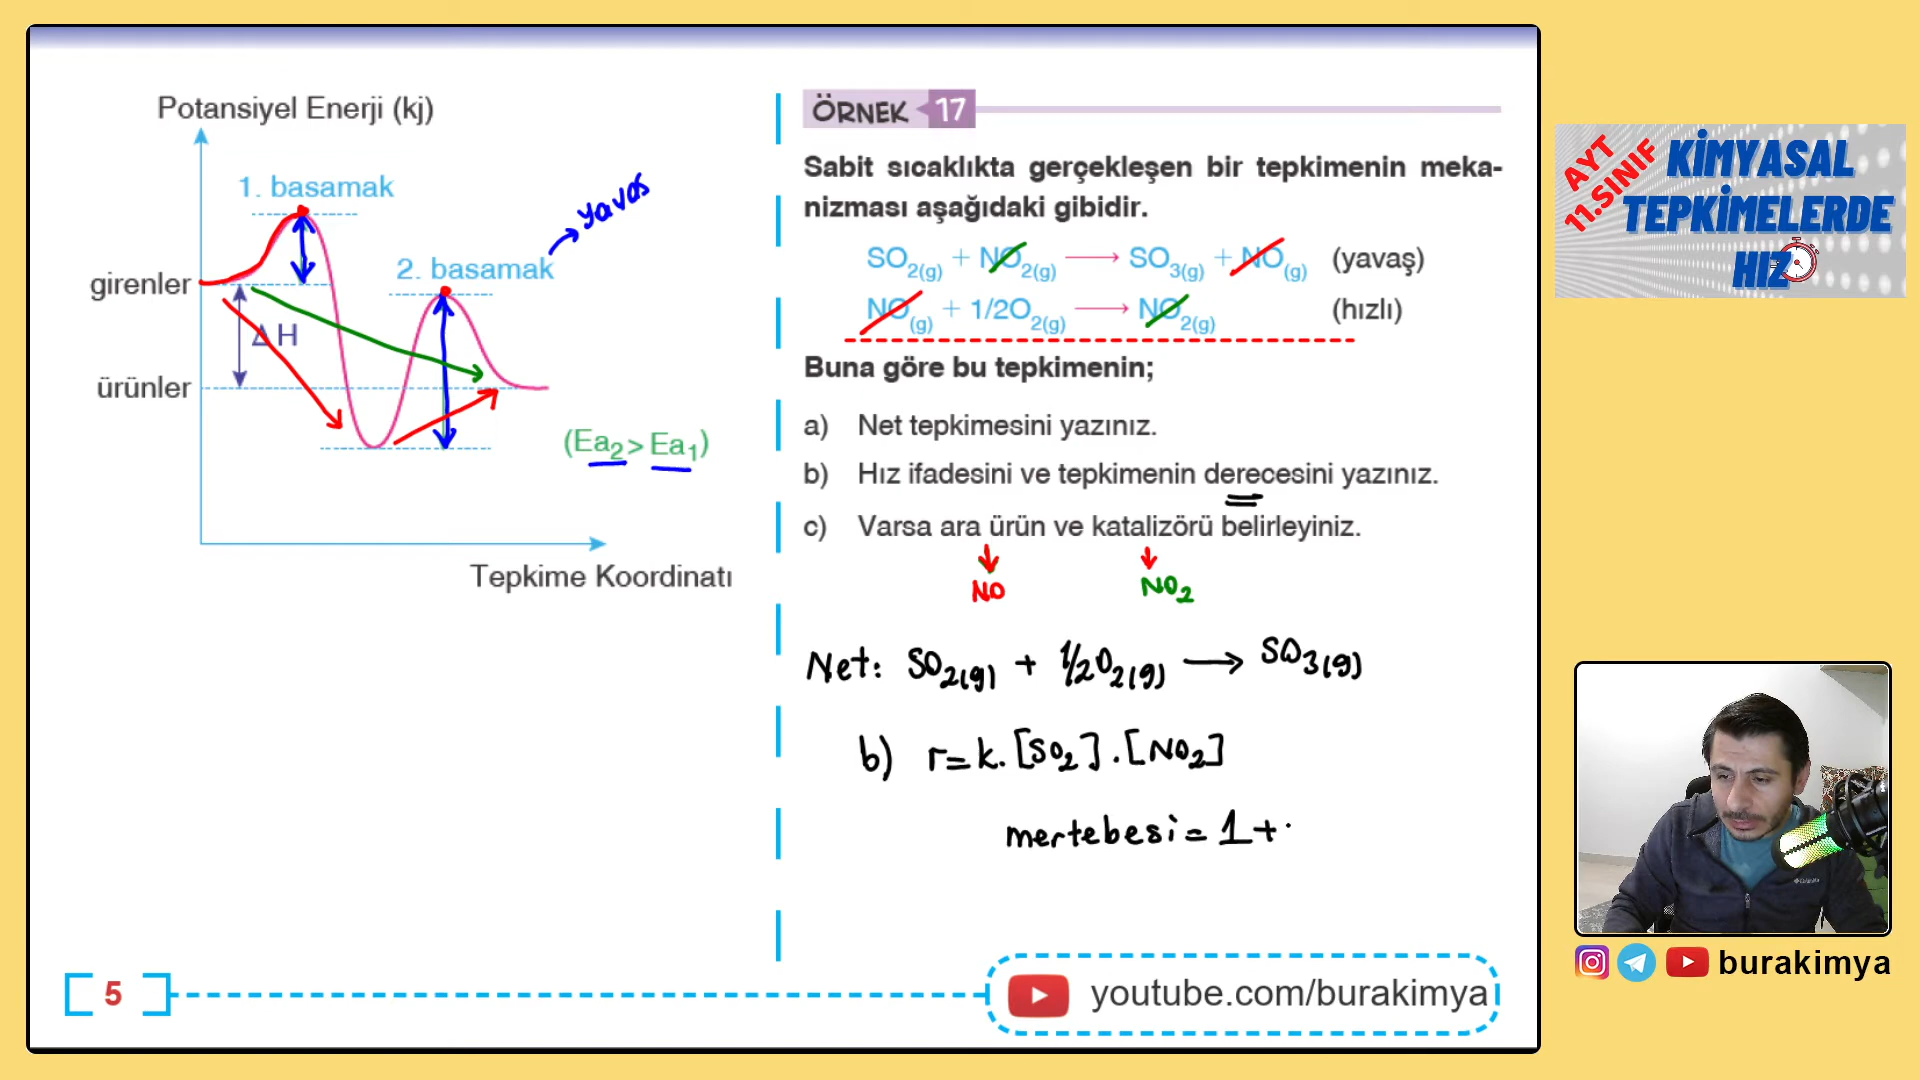 Potansiyel Enerji (kj)
1. basamak
yavaş
2. basamak
girenler
ΔH
ürünler
(Ea2 > Ea1)
Tepkime Koordinatı
ÖRNEK 17
Sabit sıcaklıkta gerçekleşen bir tepkimenin meka-
nizması aşağıdaki gibidir.
SO2(g) + NO2(g) ⟶ SO3(g) + NO(g) (yavaş)
NO(g) + 1/2O2(g) ⟶ NO2(g) (hızlı)
Buna göre bu tepkimenin;
a) Net tepkimesini yazınız.
b) Hız ifadesini ve tepkimenin derecesini yazınız.
c) Varsa ara ürün ve katalizörü belirleyiniz.
NO NO2
Net: SO2(g) + 1/2O2(g) ⟶ SO3(g)
b) r = k. [SO2] . [NO2]
mertebesi = 1 +
5
youtube.com/burakimya
AYT
11.SINIF
KİMYASAL
TEPKİMELERDE
HIZ
burakimya